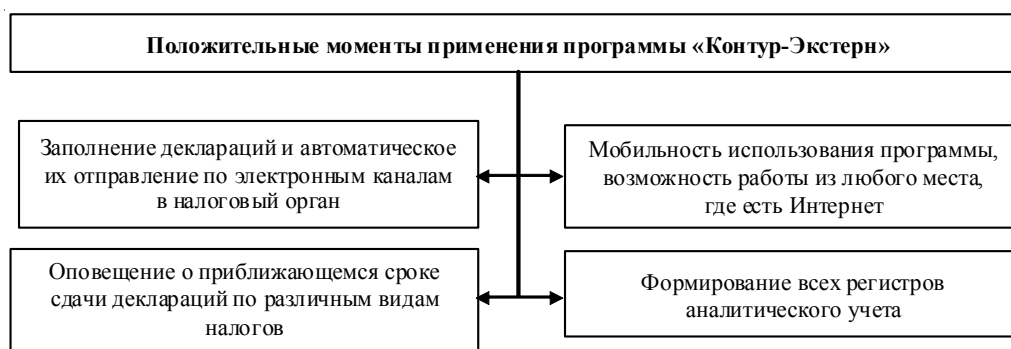 Положительные моменты применения программы «Контур-Экстерн»
Заполнение деклараций и автоматическое
их отправление по электронным каналам
в налоговый орган
Мобильность использования программы,
возможность работы из любого места,
где есть Интернет
Оповещение о приближающемся сроке
сдачи деклараций по различным видам
налогов
Формирование всех регистров
аналитического учета